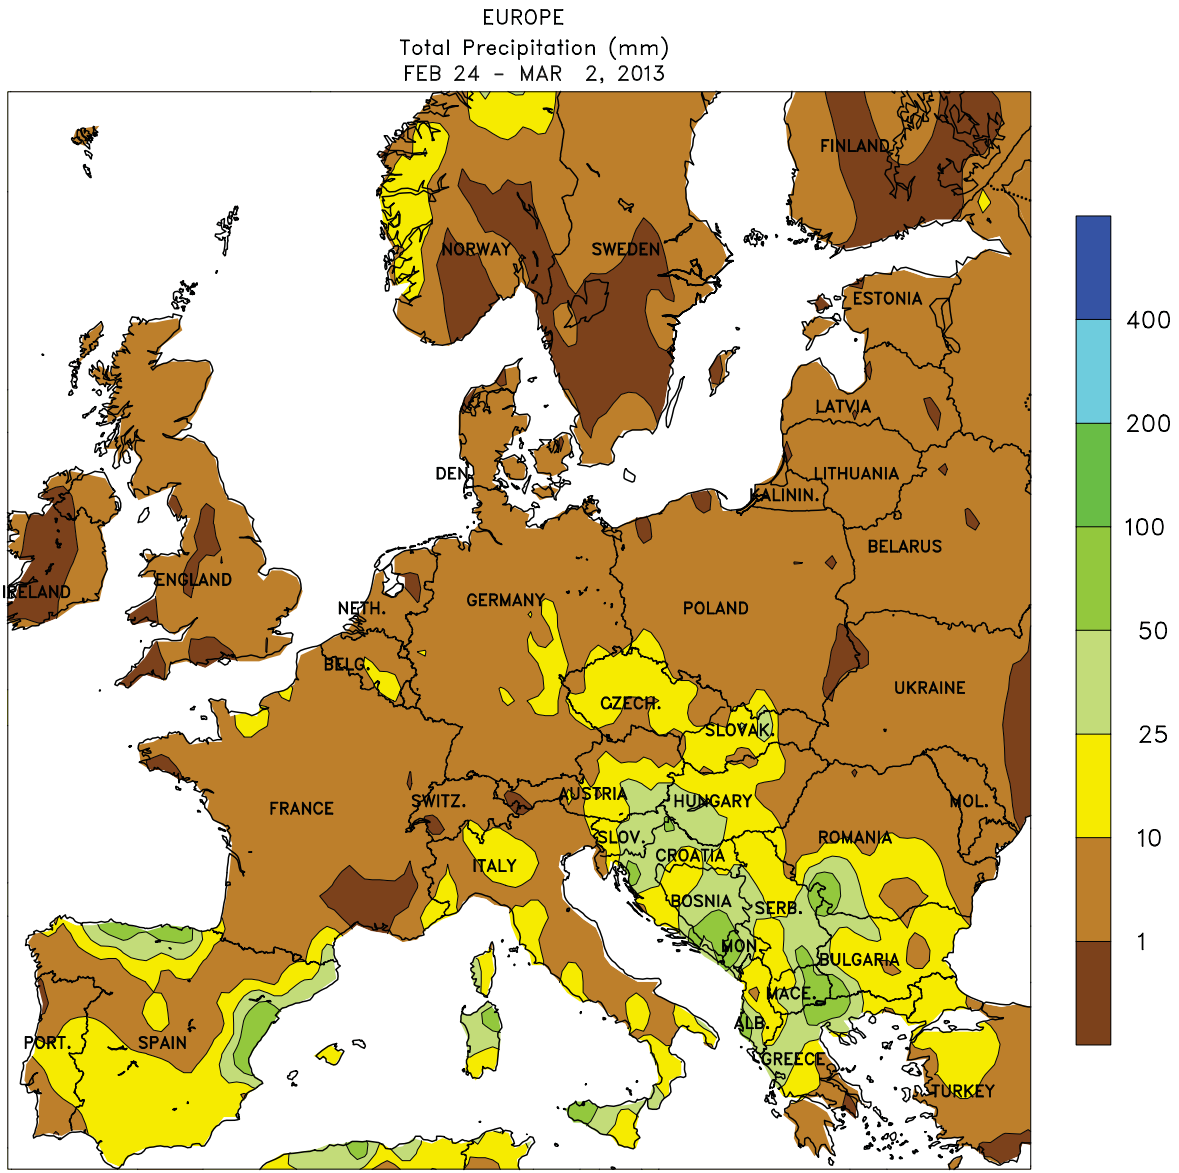 EUROPE
Total Precipitation (mm)
FEB 24 - MAR 2, 2013
FINLAND
NORWAY
SWEDEN
ESTONIA
400
LATVIA
200
DEN.
LITHUANIA
KALININ.
100
BELARUS
IRELAND
ENGLAND
NETH.
GERMANY
POLAND
50
BELG.
UKRAINE
CZECH.
SLOVAK.
25
FRANCE
SWITZ.
AUSTRIA
HUNGARY
MOL.
SLOV.
ROMANIA
10
ITALY
CROATIA
BOSNIA
SERB.
1
MON.
BULGARIA
MACE.
PORT.
SPAIN
ALB.
GREECE
TURKEY